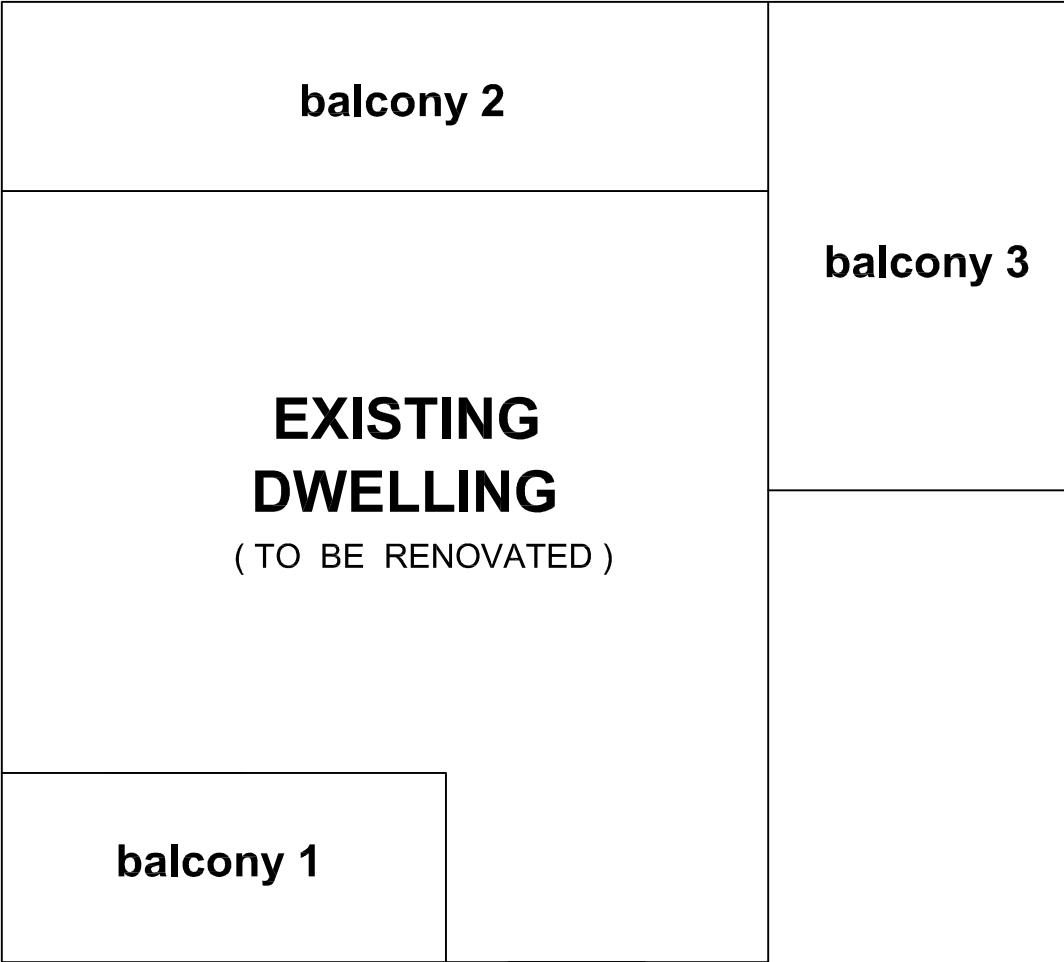 balcony 2
balcony 3
EXISTING
DWELLING
( TO BE RENOVATED )
balcony 1